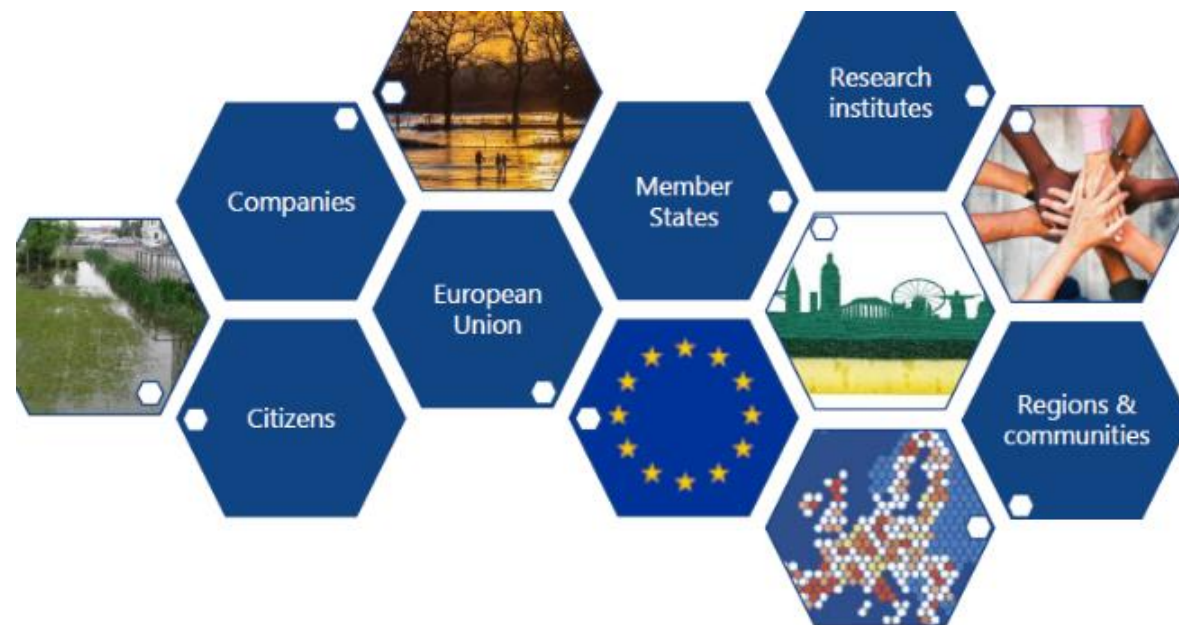 Research
institutes
Companies
Member
States
European
Union
Citizens
Regions &
communities